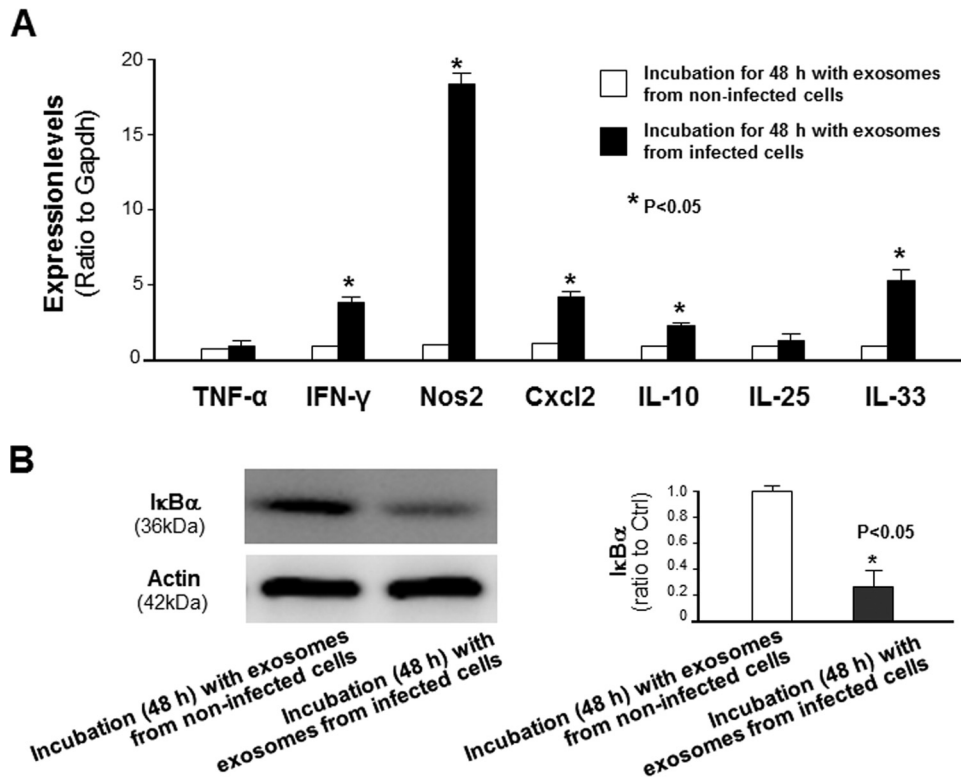 A
Expression levels
(Ratio to Gapdh)
20
15
10
5
0
Incubation for 48 h with exosomes
from non-infected cells
Incubation for 48 h with exosomes
from infected cells
* P<0.05
*
*
*
*
*
TNF-α IFN-γ Nos2 Cxcl2 IL-10 IL-25 IL-33
B
IκBα
(36kDa)
Actin
(42kDa)
Incubation (48 h) with exosomes
from non-infected cells
Incubation (48 h) with
exosomes from infected cells
IκBα
(ratio to Ctrl)
1.0
0.8
0.6
0.4
0.2
0
P<0.05
*
Incubation (48 h) with exosomes
from non-infected cells
Incubation (48 h) with
exosomes from infected cells